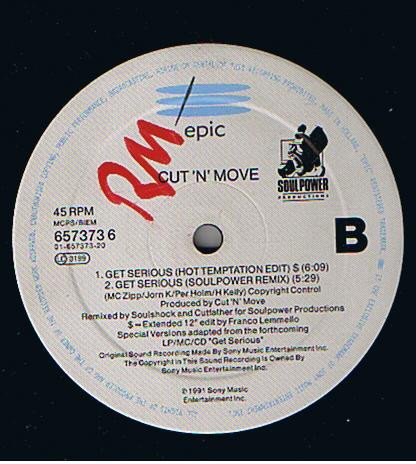 RM/
epic
CUT 'N' MOVE
SOULPOWER
PRODUCTIONS
45 RPM
MCPS/BIEM
657373 6
01-657373-20
LC 0199
B
1. GET SERIOUS (HOT TEMPTATION EDIT) $ (6:09)
2. GET SERIOUS (SOULPOWER REMIX) (5:29)
(MC Zipp/Jorn K/Per Holm/H Kelly) Copyright Control
Produced by Cut 'N' Move
Remixed by Soulshock and Cutfather for Soulpower Productions
$ = Extended 12" edit by Franco Lemmello
Special Versions adapted from the forthcoming
LP/MC/CD "Get Serious"
Original Sound Recording Made By Sony Music Entertainment Inc.
The Copyright in This Sound Recording Is Owned By
Sony Music Entertainment Inc.
℗ 1991 Sony Music
Entertainment Inc.